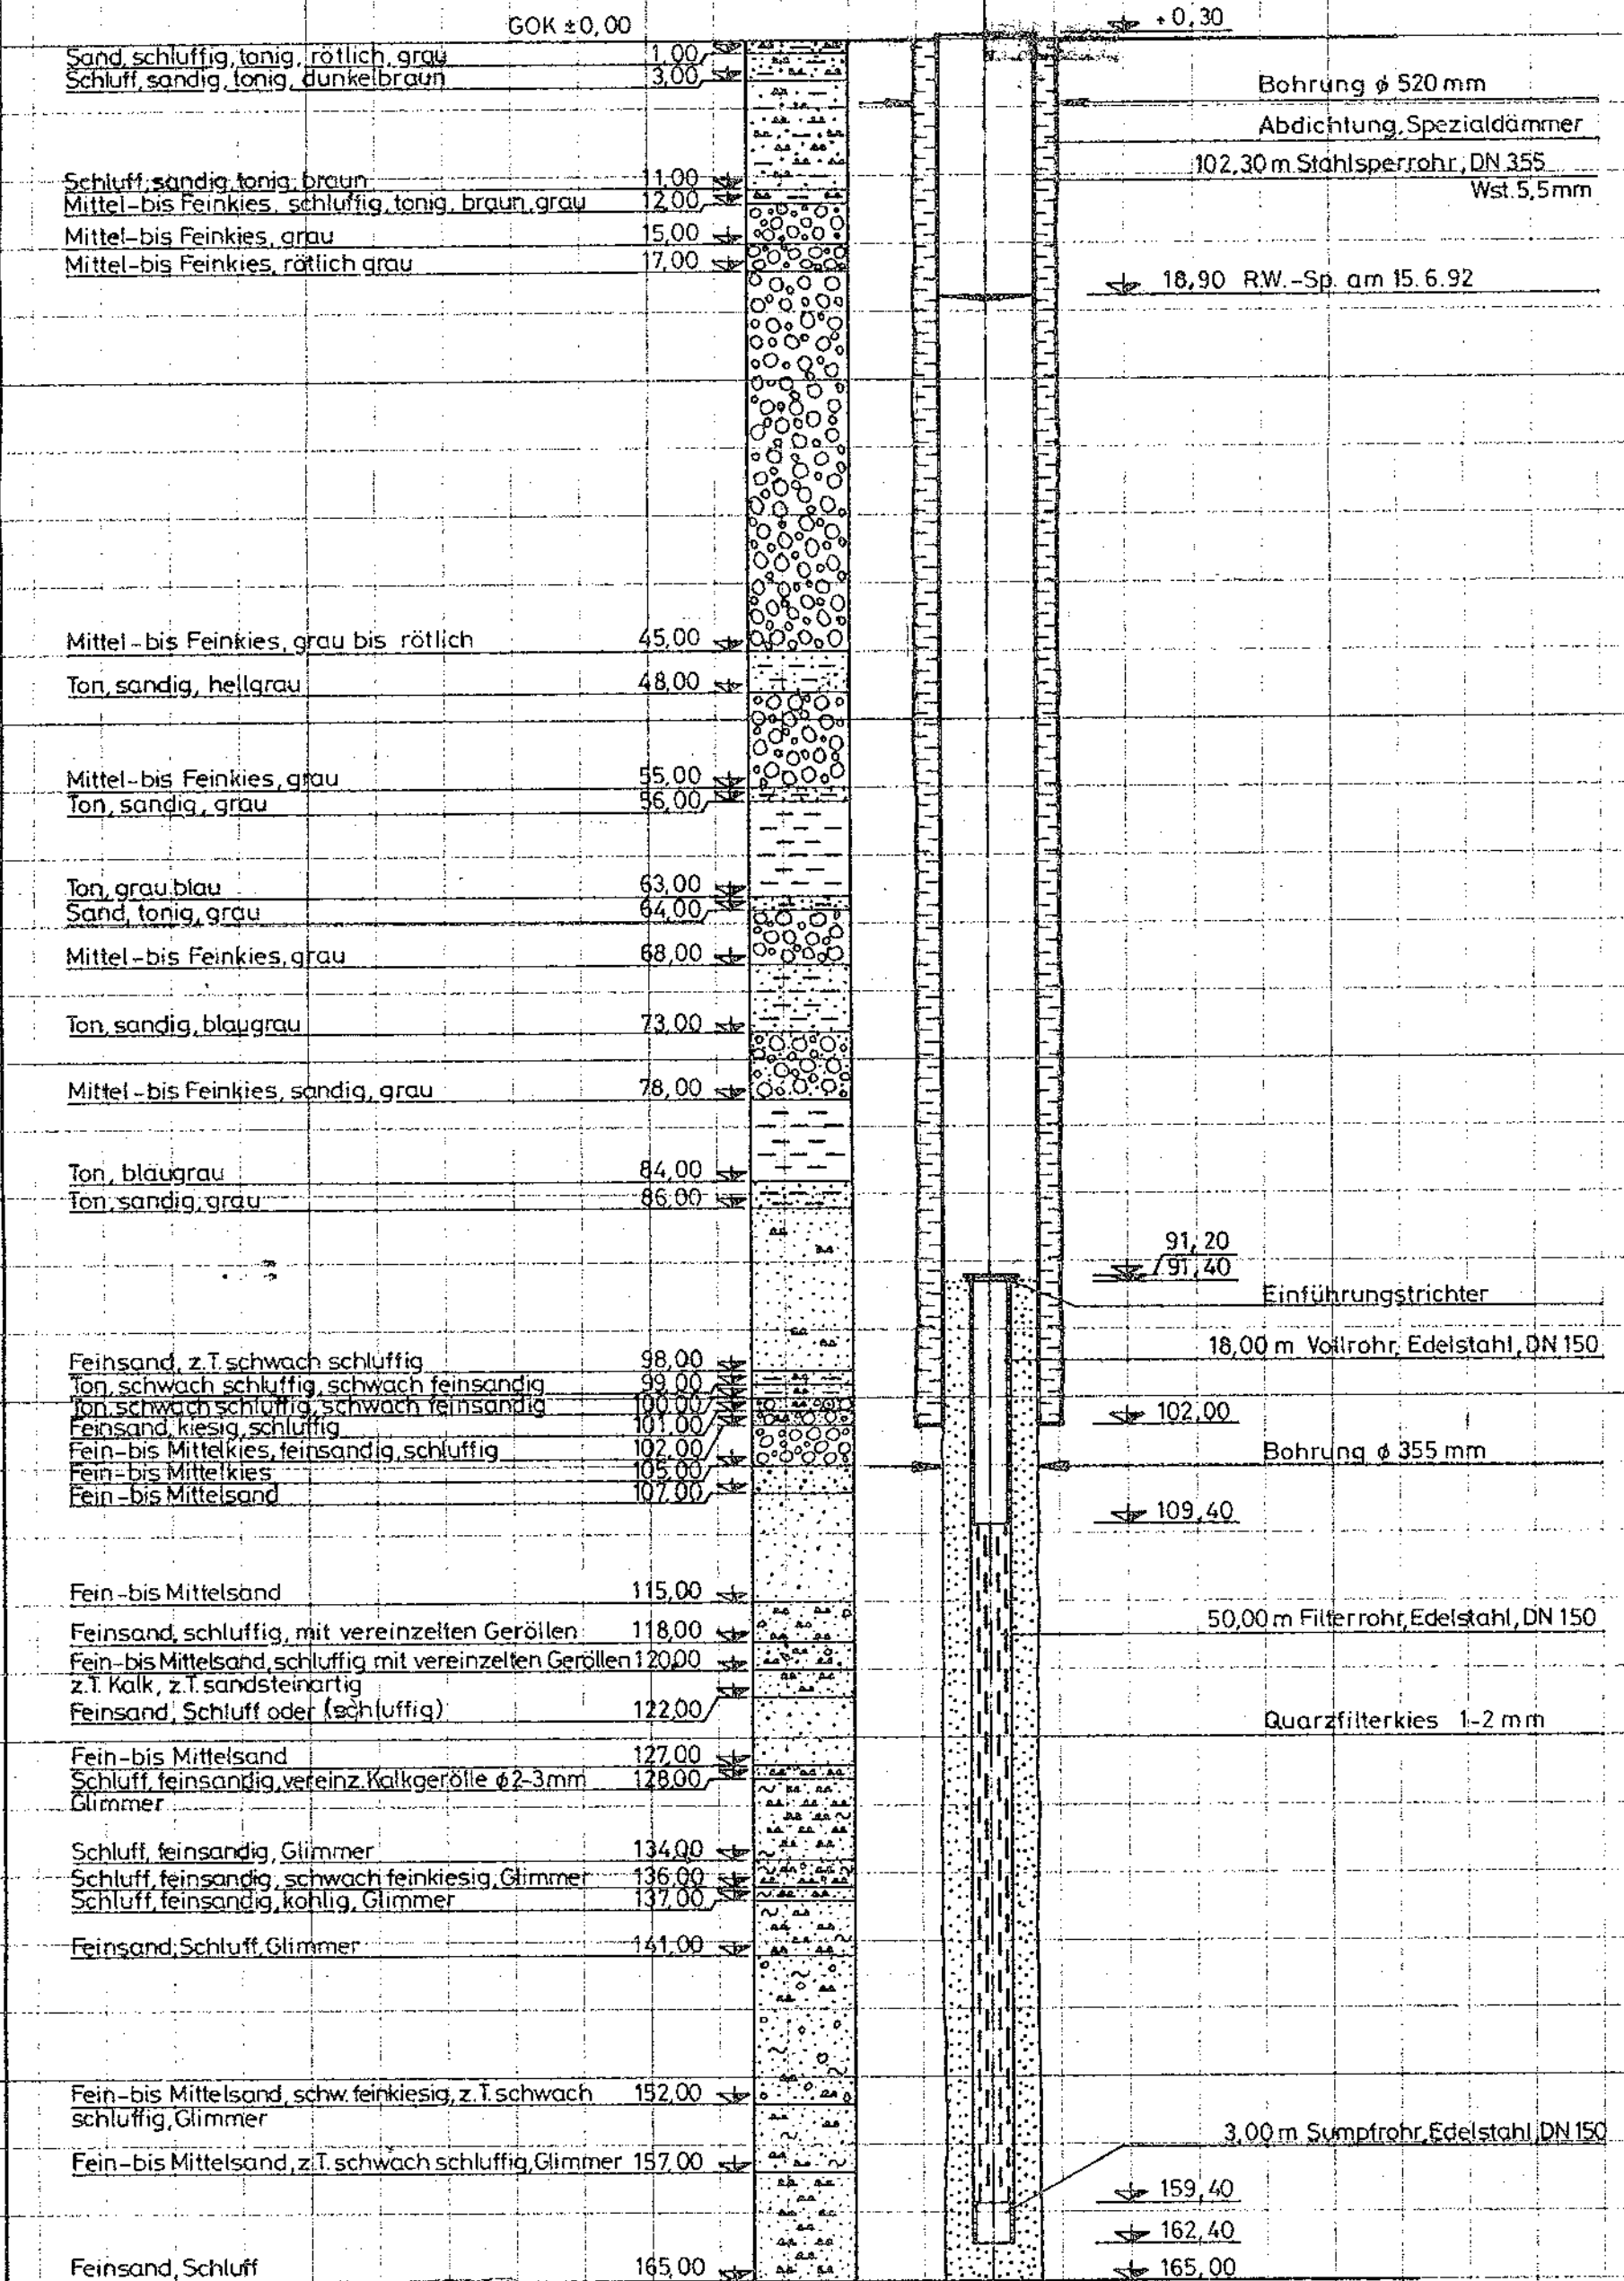 GOK ±0,00
Sand, schluffig, tonig, rötlich, grau 1,00
Schluff, sandig, tonig, dunkelbraun 3,00
Schluff, sandig, tonig, braun 11,00
Mittel-bis Feinkies, schluffig, tonig, braun, grau 12,00
Mittel-bis Feinkies, grau 15,00
Mittel-bis Feinkies, rötlich grau 17,00
Mittel-bis Feinkies, grau bis rötlich 45,00
Ton, sandig, hellgrau 48,00
Mittel-bis Feinkies, grau 55,00
Ton, sandig, grau 56,00
Ton, grau blau 63,00
Sand, tonig, grau 64,00
Mittel-bis Feinkies, grau 68,00
Ton, sandig, blaugrau 73,00
Mittel-bis Feinkies, sandig, grau 78,00
Ton, blaugrau 84,00
Ton, sandig, grau 86,00
Feinsand, z.T. schwach schluffig 98,00
Ton, schwach schluffig, schwach feinsandig 99,00
Ton, schwach schluffig, schwach feinsandig 100,00
Feinsand, kiesig, schluffig 101,00
Fein-bis Mittelkies, feinsandig, schluffig 102,00
Fein-bis Mittelkies 105,00
Fein-bis Mittelsand 107,00
Fein-bis Mittelsand 115,00
Feinsand, schluffig, mit vereinzelten Geröllen 118,00
Fein-bis Mittelsand, schluffig mit vereinzelten Geröllen 120,00
z.T. Kalk, z.T. sandsteinartig
Feinsand, Schluff oder (schluffig) 122,00
Fein-bis Mittelsand 127,00
Schluff, feinsandig, vereinz. Kalkgerölle ϕ 2-3mm 128,00
Glimmer
Schluff, feinsandig, Glimmer 134,00
Schluff, feinsandig, schwach feinkiesig, Glimmer 136,00
Schluff, feinsandig, kohlig, Glimmer 137,00
Feinsand, Schluff, Glimmer 141,00
Fein-bis Mittelsand, schw. feinkiesig, z.T. schwach 152,00
schluffig, Glimmer
Fein-bis Mittelsand, z.T. schwach schluffig, Glimmer 157,00
Feinsand, Schluff 165,00
+0,30
Bohrung ϕ 520 mm
Abdichtung, Spezialdämmer
102,30 m Stahlsperrohr, DN 355
Wst. 5,5mm
18,90 R.W.-Sp. am 15.6.92
91,20
91,40
Einführungstrichter
18,00 m Vollrohr, Edelstahl, DN 150
102,00
Bohrung ϕ 355 mm
109,40
50,00 m Filterrohr, Edelstahl, DN 150
Quarzfilterkies 1-2 mm
3,00 m Sumpfrohr, Edelstahl, DN 150
159,40
162,40
165,00